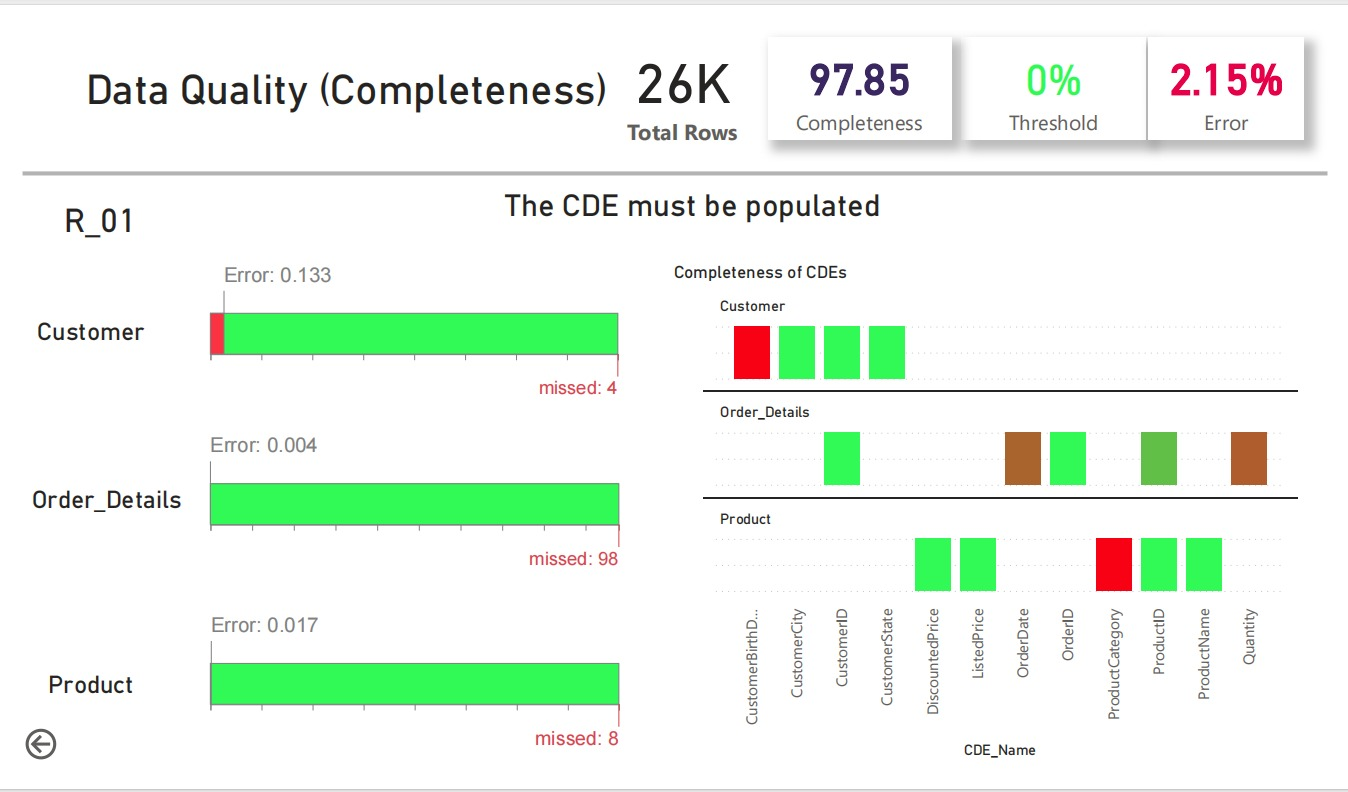 Data Quality (Completeness)
26K
Total Rows
97.85
Completeness
0%
Threshold
2.15%
Error
R_01
The CDE must be populated
Error: 0.133
Customer
missed: 4
Error: 0.004
Order_Details
missed: 98
Error: 0.017
Product
missed: 8
Completeness of CDEs
Customer
Order_Details
Product
CustomerBirthD...
CustomerCity
CustomerID
CustomerState
DiscountedPrice
ListedPrice
OrderDate
OrderID
ProductCategory
ProductID
ProductName
Quantity
CDE_Name